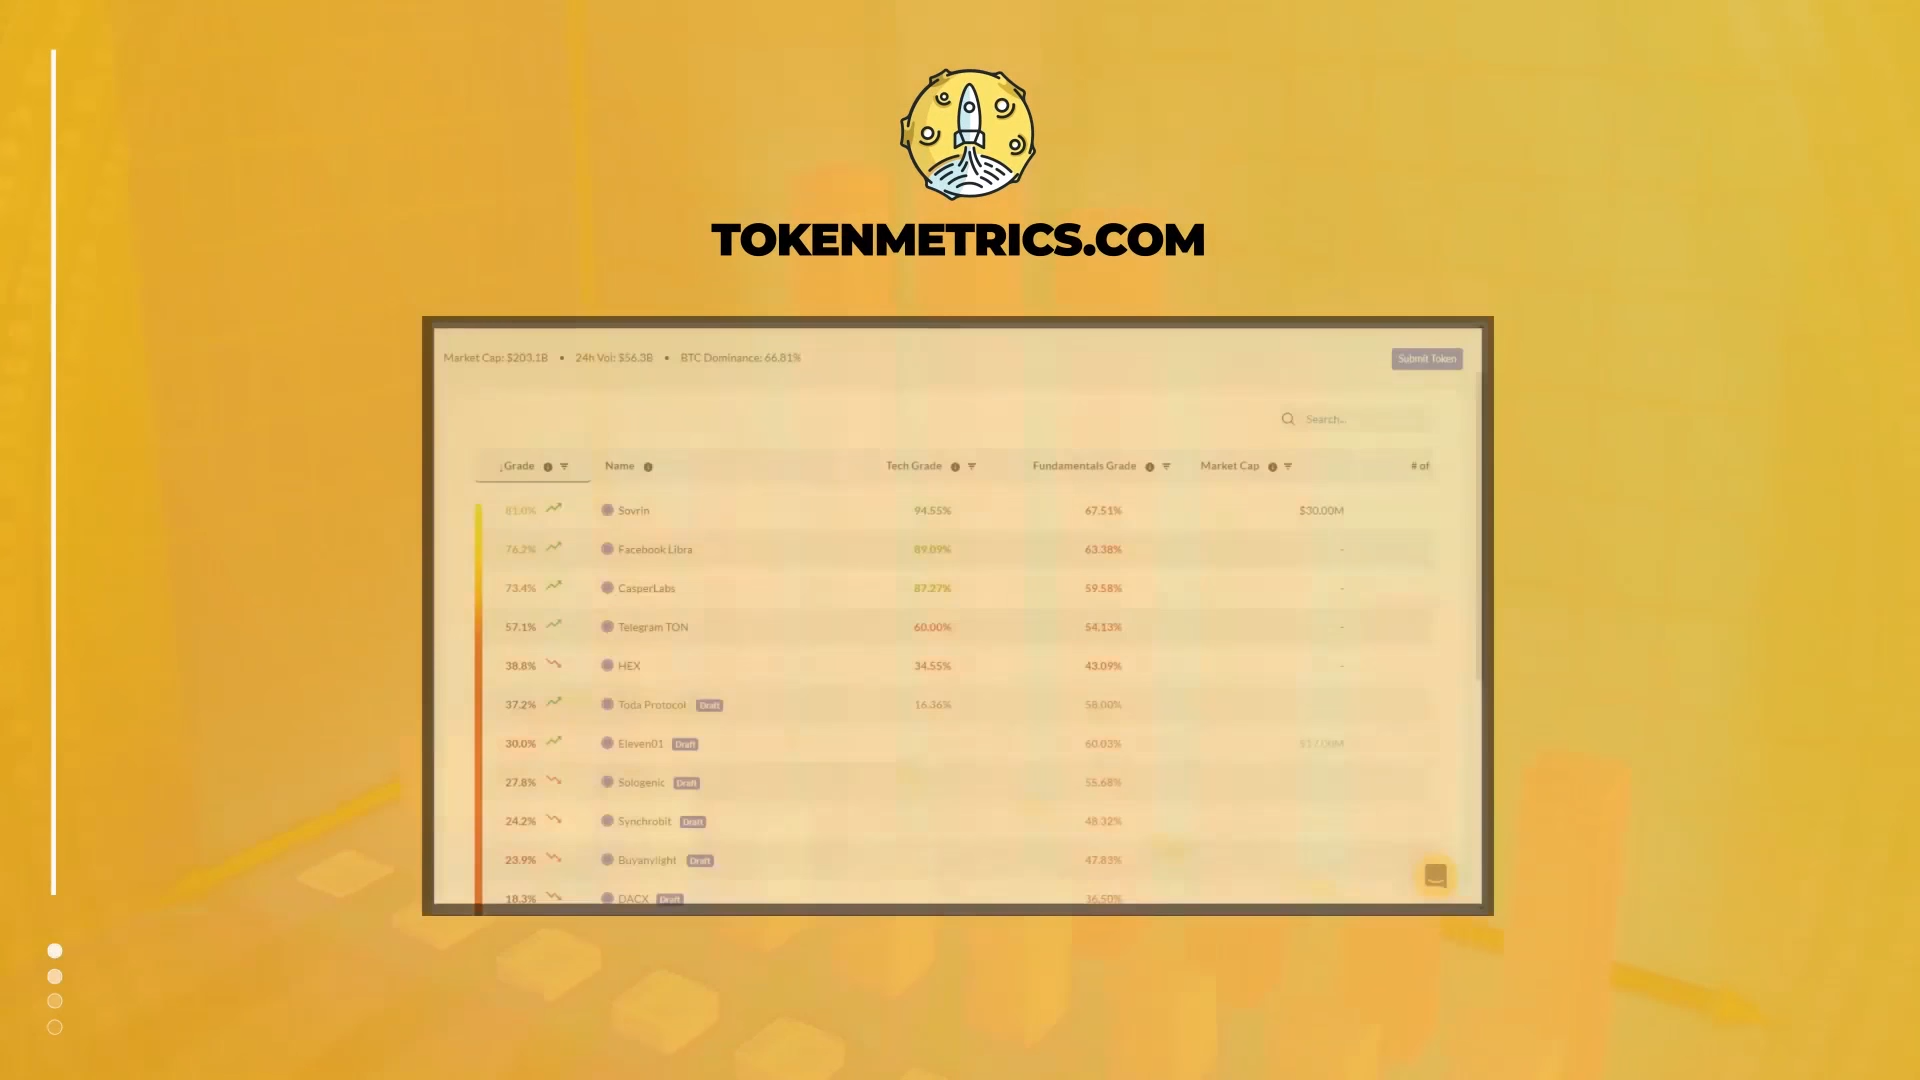 TOKENMETRICS.COM
Market Cap: $203.1B • 24h Vol: $56.3B • BTC Dominance: 66.81%
Submit Token
Search...
↓Grade Name Tech Grade Fundamentals Grade Market Cap # of
81.0% Sovrin 94.55% 67.51% $30.00M
76.2% Facebook Libra 89.09% 63.38% -
73.4% CasperLabs 87.27% 59.58% -
57.1% Telegram TON 60.00% 54.13% -
38.8% HEX 34.55% 43.09% -
37.2% Toda Protocol Draft 16.36% 58.00%
30.0% Eleven01 Draft 60.03%
27.8% Sologenic Draft 55.68%
24.2% Synchrobit Draft 48.32%
23.9% Buyanylight Draft 47.83%
18.3% DACX Draft 36.50%